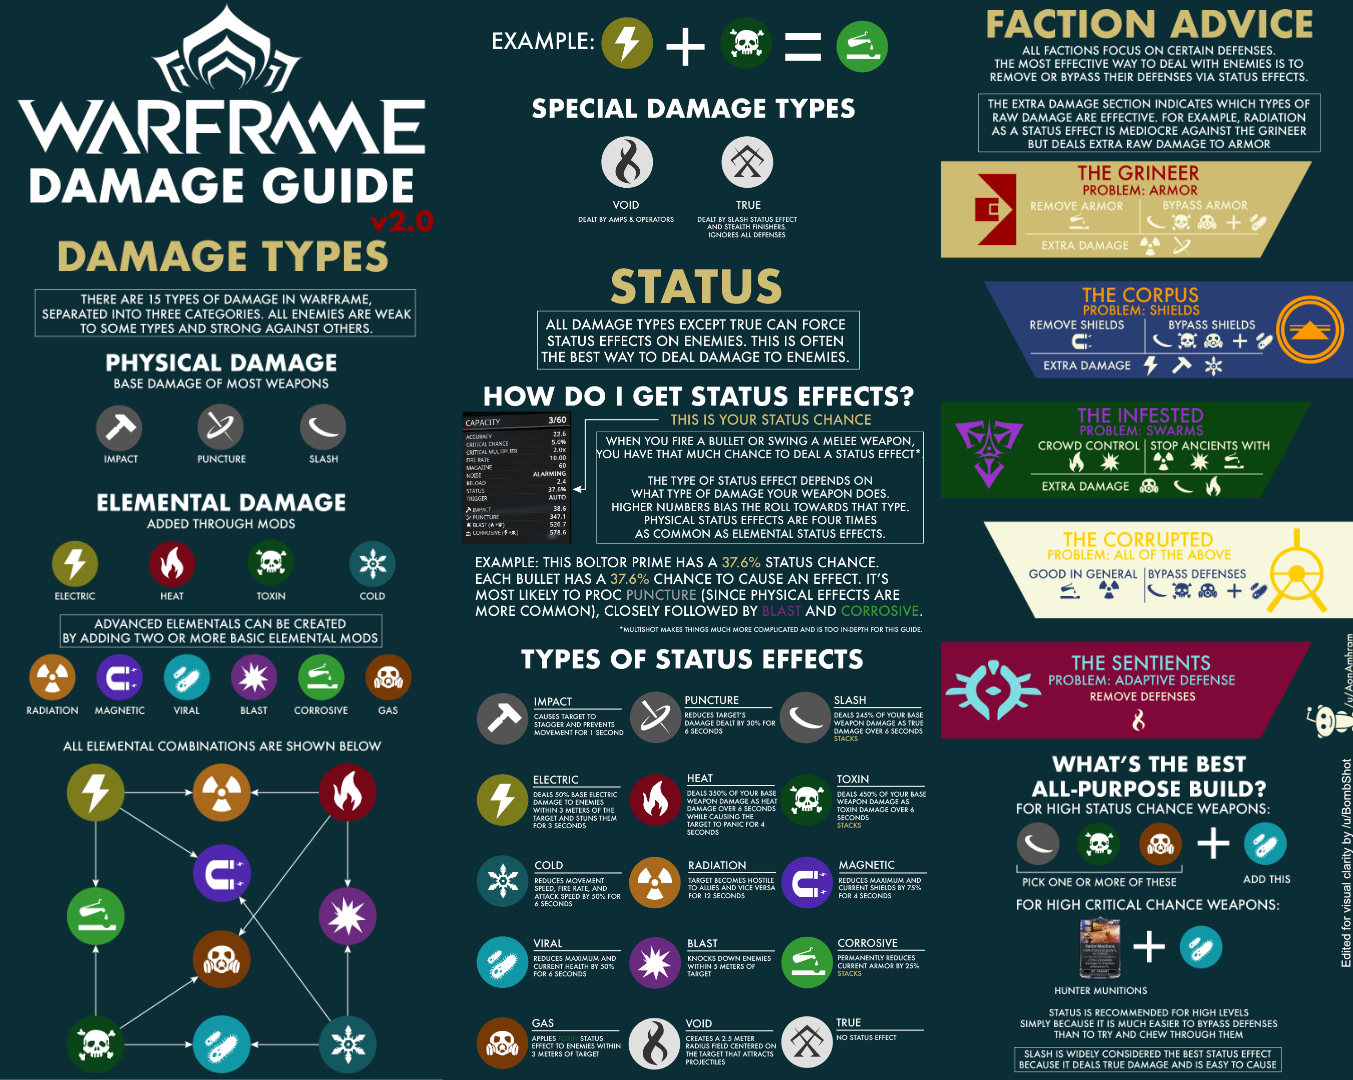 WARFRAME
DAMAGE GUIDE
v2.0
DAMAGE TYPES
THERE ARE 15 TYPES OF DAMAGE IN WARFRAME,
SEPARATED INTO THREE CATEGORIES. ALL ENEMIES ARE WEAK
TO SOME TYPES AND STRONG AGAINST OTHERS.
PHYSICAL DAMAGE
BASE DAMAGE OF MOST WEAPONS
IMPACT PUNCTURE SLASH
ELEMENTAL DAMAGE
ADDED THROUGH MODS
ELECTRIC HEAT TOXIN COLD
ADVANCED ELEMENTALS CAN BE CREATED
BY ADDING TWO OR MORE BASIC ELEMENTAL MODS
RADIATION MAGNETIC VIRAL BLAST CORROSIVE GAS
ALL ELEMENTAL COMBINATIONS ARE SHOWN BELOW
EXAMPLE:
SPECIAL DAMAGE TYPES
VOID
DEALT BY AMPS & OPERATORS
TRUE
DEALT BY SLASH STATUS EFFECT
AND STEALTH FINISHERS.
IGNORES ALL DEFENSES
STATUS
ALL DAMAGE TYPES EXCEPT TRUE CAN FORCE
STATUS EFFECTS ON ENEMIES. THIS IS OFTEN
THE BEST WAY TO DEAL DAMAGE TO ENEMIES.
HOW DO I GET STATUS EFFECTS?
CAPACITY 3/60
ACCURACY 22.6
CRITICAL CHANCE 5.0%
CRITICAL MULTIPLIER 2.0x
FIRE RATE 10.00
MAGAZINE 60
NOISE ALARMING
RELOAD 2.4
STATUS 37.6%
TRIGGER AUTO
IMPACT 38.6
PUNCTURE 347.1
BLAST 520.7
CORROSIVE 578.6
THIS IS YOUR STATUS CHANCE
WHEN YOU FIRE A BULLET OR SWING A MELEE WEAPON,
YOU HAVE THAT MUCH CHANCE TO DEAL A STATUS EFFECT*
THE TYPE OF STATUS EFFECT DEPENDS ON
WHAT TYPE OF DAMAGE YOUR WEAPON DOES.
HIGHER NUMBERS BIAS THE ROLL TOWARDS THAT TYPE.
PHYSICAL STATUS EFFECTS ARE FOUR TIMES
AS COMMON AS ELEMENTAL STATUS EFFECTS.
EXAMPLE: THIS BOLTOR PRIME HAS A 37.6% STATUS CHANCE.
EACH BULLET HAS A 37.6% CHANCE TO CAUSE AN EFFECT. IT'S
MOST LIKELY TO PROC PUNCTURE (SINCE PHYSICAL EFFECTS ARE
MORE COMMON), CLOSELY FOLLOWED BY BLAST AND CORROSIVE.
*MULTISHOT MAKES THINGS MUCH MORE COMPLICATED AND IS TOO IN-DEPTH FOR THIS GUIDE.
TYPES OF STATUS EFFECTS
IMPACT
CAUSES TARGET TO
STAGGER AND PREVENTS
MOVEMENT FOR 1 SECOND
PUNCTURE
REDUCES TARGET'S
DAMAGE DEALT BY 30% FOR
6 SECONDS
SLASH
DEALS 245% OF YOUR BASE
WEAPON DAMAGE AS TRUE
DAMAGE OVER 6 SECONDS
STACKS
ELECTRIC
DEALS 50% BASE ELECTRIC
DAMAGE TO ENEMIES
WITHIN 3 METERS OF THE
TARGET AND STUNS THEM
FOR 3 SECONDS
HEAT
DEALS 350% OF YOUR BASE
WEAPON DAMAGE AS HEAT
DAMAGE OVER 6 SECONDS
WHILE CAUSING THE
TARGET TO PANIC FOR 4
SECONDS
TOXIN
DEALS 450% OF YOUR BASE
WEAPON DAMAGE AS
TOXIN DAMAGE OVER 6
SECONDS
STACKS
COLD
REDUCES MOVEMENT
SPEED, FIRE RATE, AND
ATTACK SPEED BY 50% FOR
6 SECONDS
RADIATION
TARGET BECOMES HOSTILE
TO ALLIES AND VICE VERSA
FOR 12 SECONDS
MAGNETIC
REDUCES MAXIMUM AND
CURRENT SHIELDS BY 75%
FOR 4 SECONDS
VIRAL
REDUCES MAXIMUM AND
CURRENT HEALTH BY 50%
FOR 6 SECONDS
BLAST
KNOCKS DOWN ENEMIES
WITHIN 5 METERS OF
TARGET
CORROSIVE
PERMANENTLY REDUCES
CURRENT ARMOR BY 25%
STACKS
GAS
APPLIES TOXIN STATUS
EFFECT TO ENEMIES WITHIN
3 METERS OF TARGET
VOID
CREATES A 2.5 METER
RADIUS FIELD CENTERED ON
THE TARGET THAT ATTRACTS
PROJECTILES
TRUE
NO STATUS EFFECT
FACTION ADVICE
ALL FACTIONS FOCUS ON CERTAIN DEFENSES.
THE MOST EFFECTIVE WAY TO DEAL WITH ENEMIES IS TO
REMOVE OR BYPASS THEIR DEFENSES VIA STATUS EFFECTS.
THE EXTRA DAMAGE SECTION INDICATES WHICH TYPES OF
RAW DAMAGE ARE EFFECTIVE. FOR EXAMPLE, RADIATION
AS A STATUS EFFECT IS MEDIOCRE AGAINST THE GRINEER
BUT DEALS EXTRA RAW DAMAGE TO ARMOR
THE GRINEER
PROBLEM: ARMOR
REMOVE ARMOR BYPASS ARMOR
EXTRA DAMAGE
THE CORPUS
PROBLEM: SHIELDS
REMOVE SHIELDS BYPASS SHIELDS
EXTRA DAMAGE
THE INFESTED
PROBLEM: SWARMS
CROWD CONTROL STOP ANCIENTS WITH
EXTRA DAMAGE
THE CORRUPTED
PROBLEM: ALL OF THE ABOVE
GOOD IN GENERAL BYPASS DEFENSES
THE SENTIENTS
PROBLEM: ADAPTIVE DEFENSE
REMOVE DEFENSES
/u/AonAmhram
Edited for visual clarity by /u/BombShot
WHAT'S THE BEST
ALL-PURPOSE BUILD?
FOR HIGH STATUS CHANCE WEAPONS:
PICK ONE OR MORE OF THESE ADD THIS
FOR HIGH CRITICAL CHANCE WEAPONS:
HUNTER MUNITIONS
STATUS IS RECOMMENDED FOR HIGH LEVELS
SIMPLY BECAUSE IT IS MUCH EASIER TO BYPASS DEFENSES
THAN TO TRY AND CHEW THROUGH THEM
SLASH IS WIDELY CONSIDERED THE BEST STATUS EFFECT
BECAUSE IT DEALS TRUE DAMAGE AND IS EASY TO CAUSE